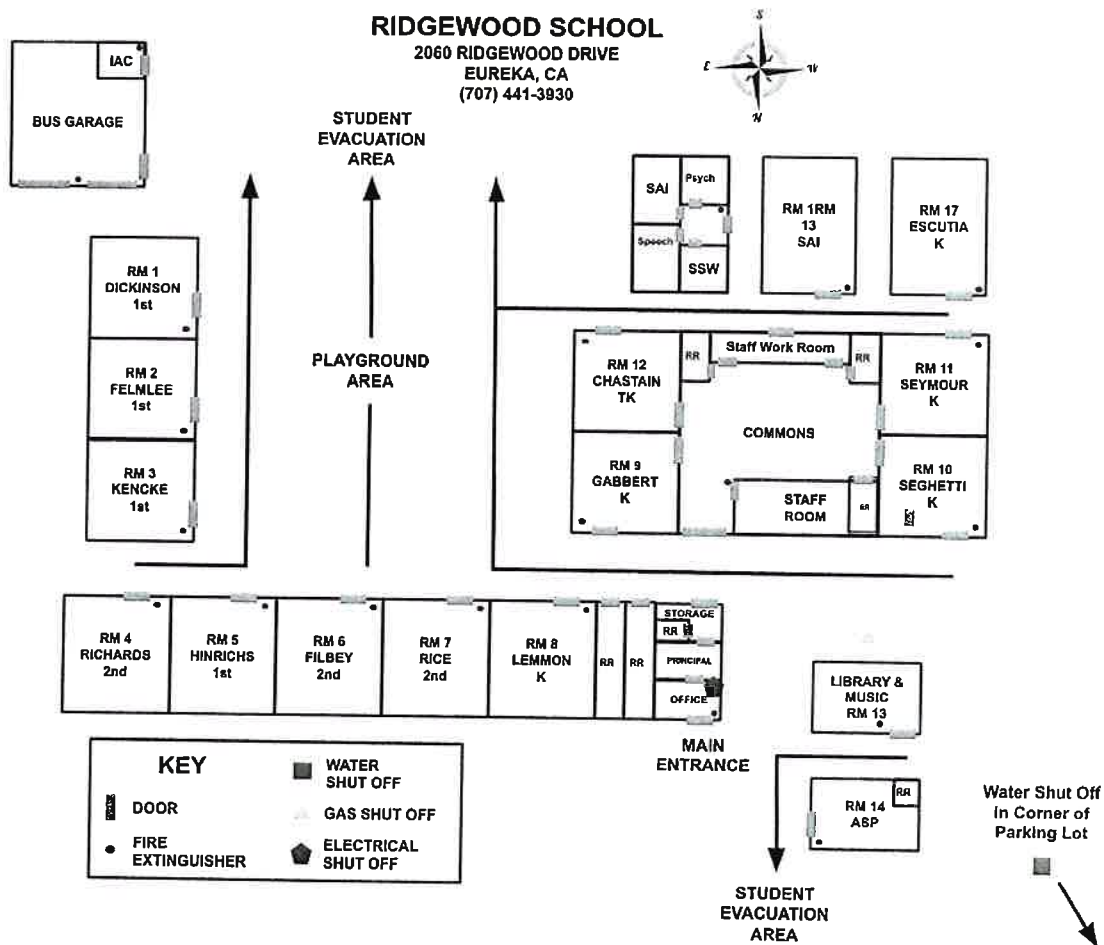 RIDGEWOOD SCHOOL
2060 RIDGEWOOD DRIVE
EUREKA, CA
(707) 441-3930
S
E
W
N
IAC
BUS GARAGE
STUDENT
EVACUATION
AREA
SAI
Psych
Speech
SSW
RM 1RM
13
SAI
RM 17
ESCUTIA
K
RM 1
DICKINSON
1st
RM 2
FELMLEE
1st
RM 3
KENCKE
1st
PLAYGROUND
AREA
RM 12
CHASTAIN
TK
RR
Staff Work Room
RR
RM 11
SEYMOUR
K
COMMONS
RM 9
GABBERT
K
STAFF
ROOM
RR
RM 10
SEGHETTI
K
RM 4
RICHARDS
2nd
RM 5
HINRICHS
1st
RM 6
FILBEY
2nd
RM 7
RICE
2nd
RM 8
LEMMON
K
RR
RR
STORAGE
RR
PRINCIPAL
OFFICE
MAIN
ENTRANCE
LIBRARY &
MUSIC
RM 13
RR
RM 14
ASP
KEY
DOOR
FIRE
EXTINGUISHER
WATER
SHUT OFF
GAS SHUT OFF
ELECTRICAL
SHUT OFF
STUDENT
EVACUATION
AREA
Water Shut Off
in Corner of
Parking Lot